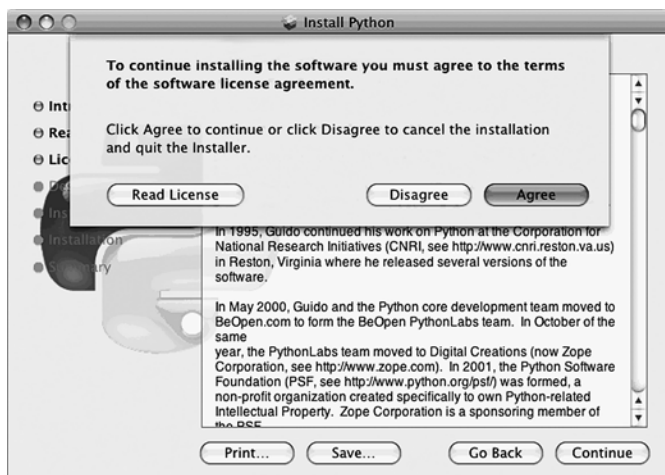 Install Python
To continue installing the software you must agree to the terms
of the software license agreement.
Click Agree to continue or click Disagree to cancel the installation
and quit the Installer.
Read License
Disagree
Agree
Int
Rea
Lic
Ins
Installation
In 1995, Guido continued his work on Python at the Corporation for
National Research Initiatives (CNRI, see http://www.cnri.reston.va.us)
in Reston, Virginia where he released several versions of the
software.
In May 2000, Guido and the Python core development team moved to
BeOpen.com to form the BeOpen PythonLabs team. In October of the
same
year, the PythonLabs team moved to Digital Creations (now Zope
Corporation, see http://www.zope.com). In 2001, the Python Software
Foundation (PSF, see http://www.python.org/psf/) was formed, a
non-profit organization created specifically to own Python-related
Intellectual Property. Zope Corporation is a sponsoring member of
the PSF
Print...
Save...
Go Back
Continue